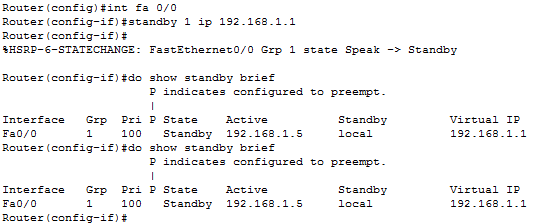 Router(config)#int fa 0/0
Router(config-if)#standby 1 ip 192.168.1.1
Router(config-if)#
%HSRP-6-STATECHANGE: FastEthernet0/0 Grp 1 state Speak -> Standby
Router(config-if)#do show standby brief
P indicates configured to preempt.
|
Interface Grp Pri P State Active Standby Virtual IP
Fa0/0 1 100 Standby 192.168.1.5 local 192.168.1.1
Router(config-if)#do show standby brief
P indicates configured to preempt.
|
Interface Grp Pri P State Active Standby Virtual IP
Fa0/0 1 100 Standby 192.168.1.5 local 192.168.1.1
Router(config-if)#